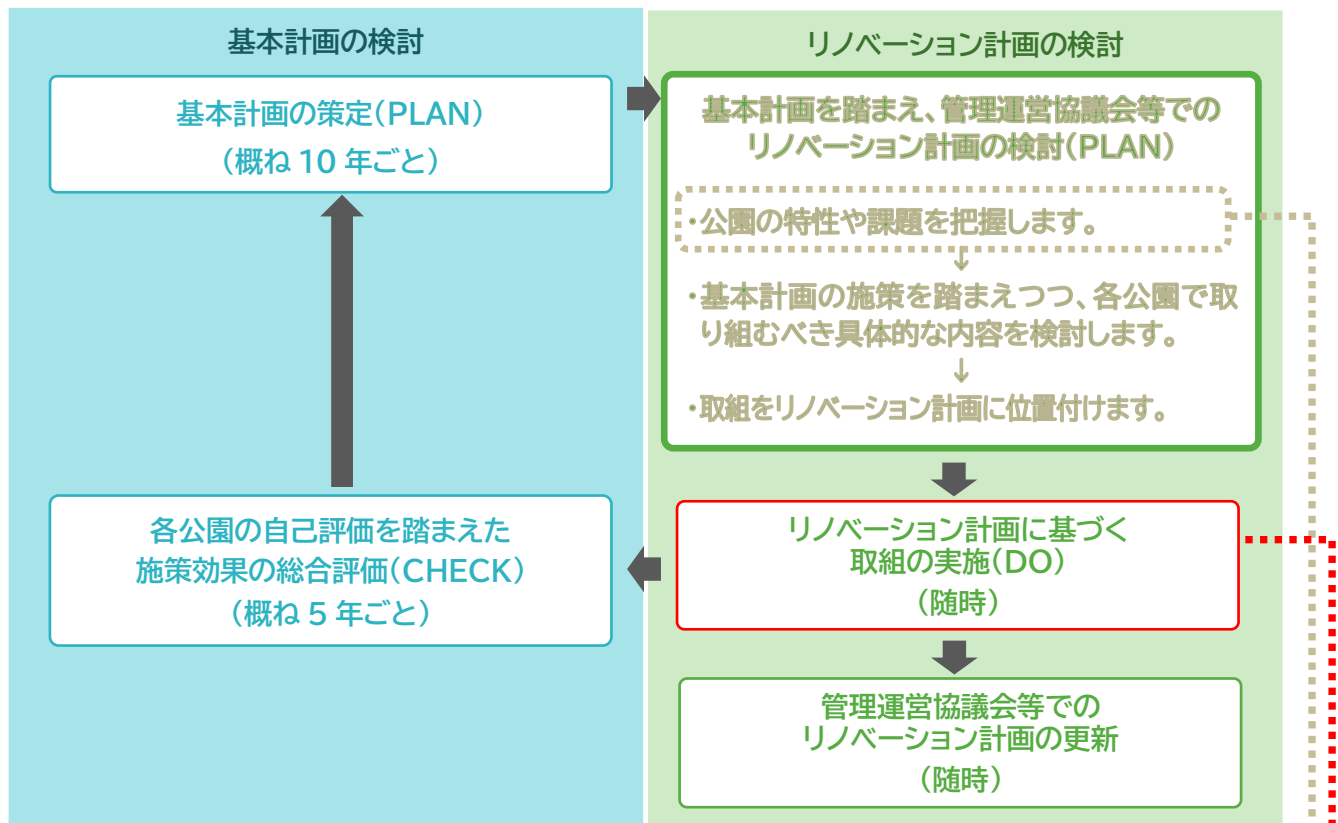 基本計画の検討
基本計画の策定(PLAN)
(概ね 10 年ごと)
各公園の自己評価を踏まえた
施策効果の総合評価(CHECK)
(概ね 5 年ごと)
リノベーション計画の検討
基本計画を踏まえ、管理運営協議会等での
リノベーション計画の検討(PLAN)
・公園の特性や課題を把握します。
↓
・基本計画の施策を踏まえつつ、各公園で取
り組むべき具体的な内容を検討します。
↓
・取組をリノベーション計画に位置付けます。
リノベーション計画に基づく
取組の実施(DO)
(随時)
管理運営協議会等での
リノベーション計画の更新
(随時)